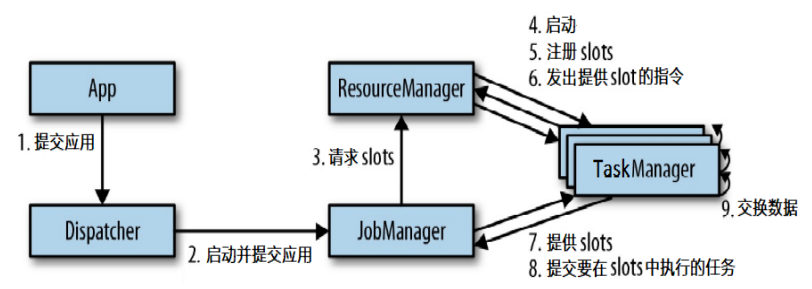 App
1. 提交应用
Dispatcher
2. 启动并提交应用
ResourceManager
3. 请求 slots
JobManager
4. 启动
5. 注册 slots
6. 发出提供 slot 的指令
TaskManager
7. 提供 slots
8. 提交要在 slots 中执行的任务
9. 交换数据